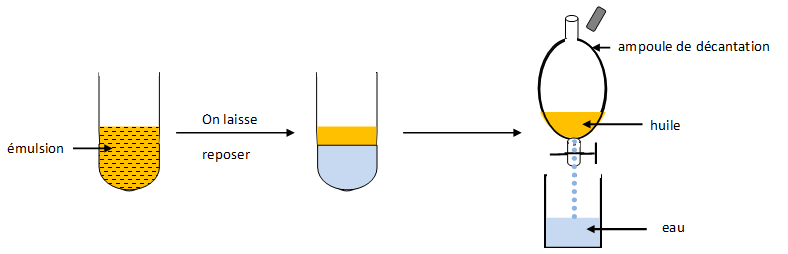 émulsion
On laisse
reposer
ampoule de décantation
huile
eau